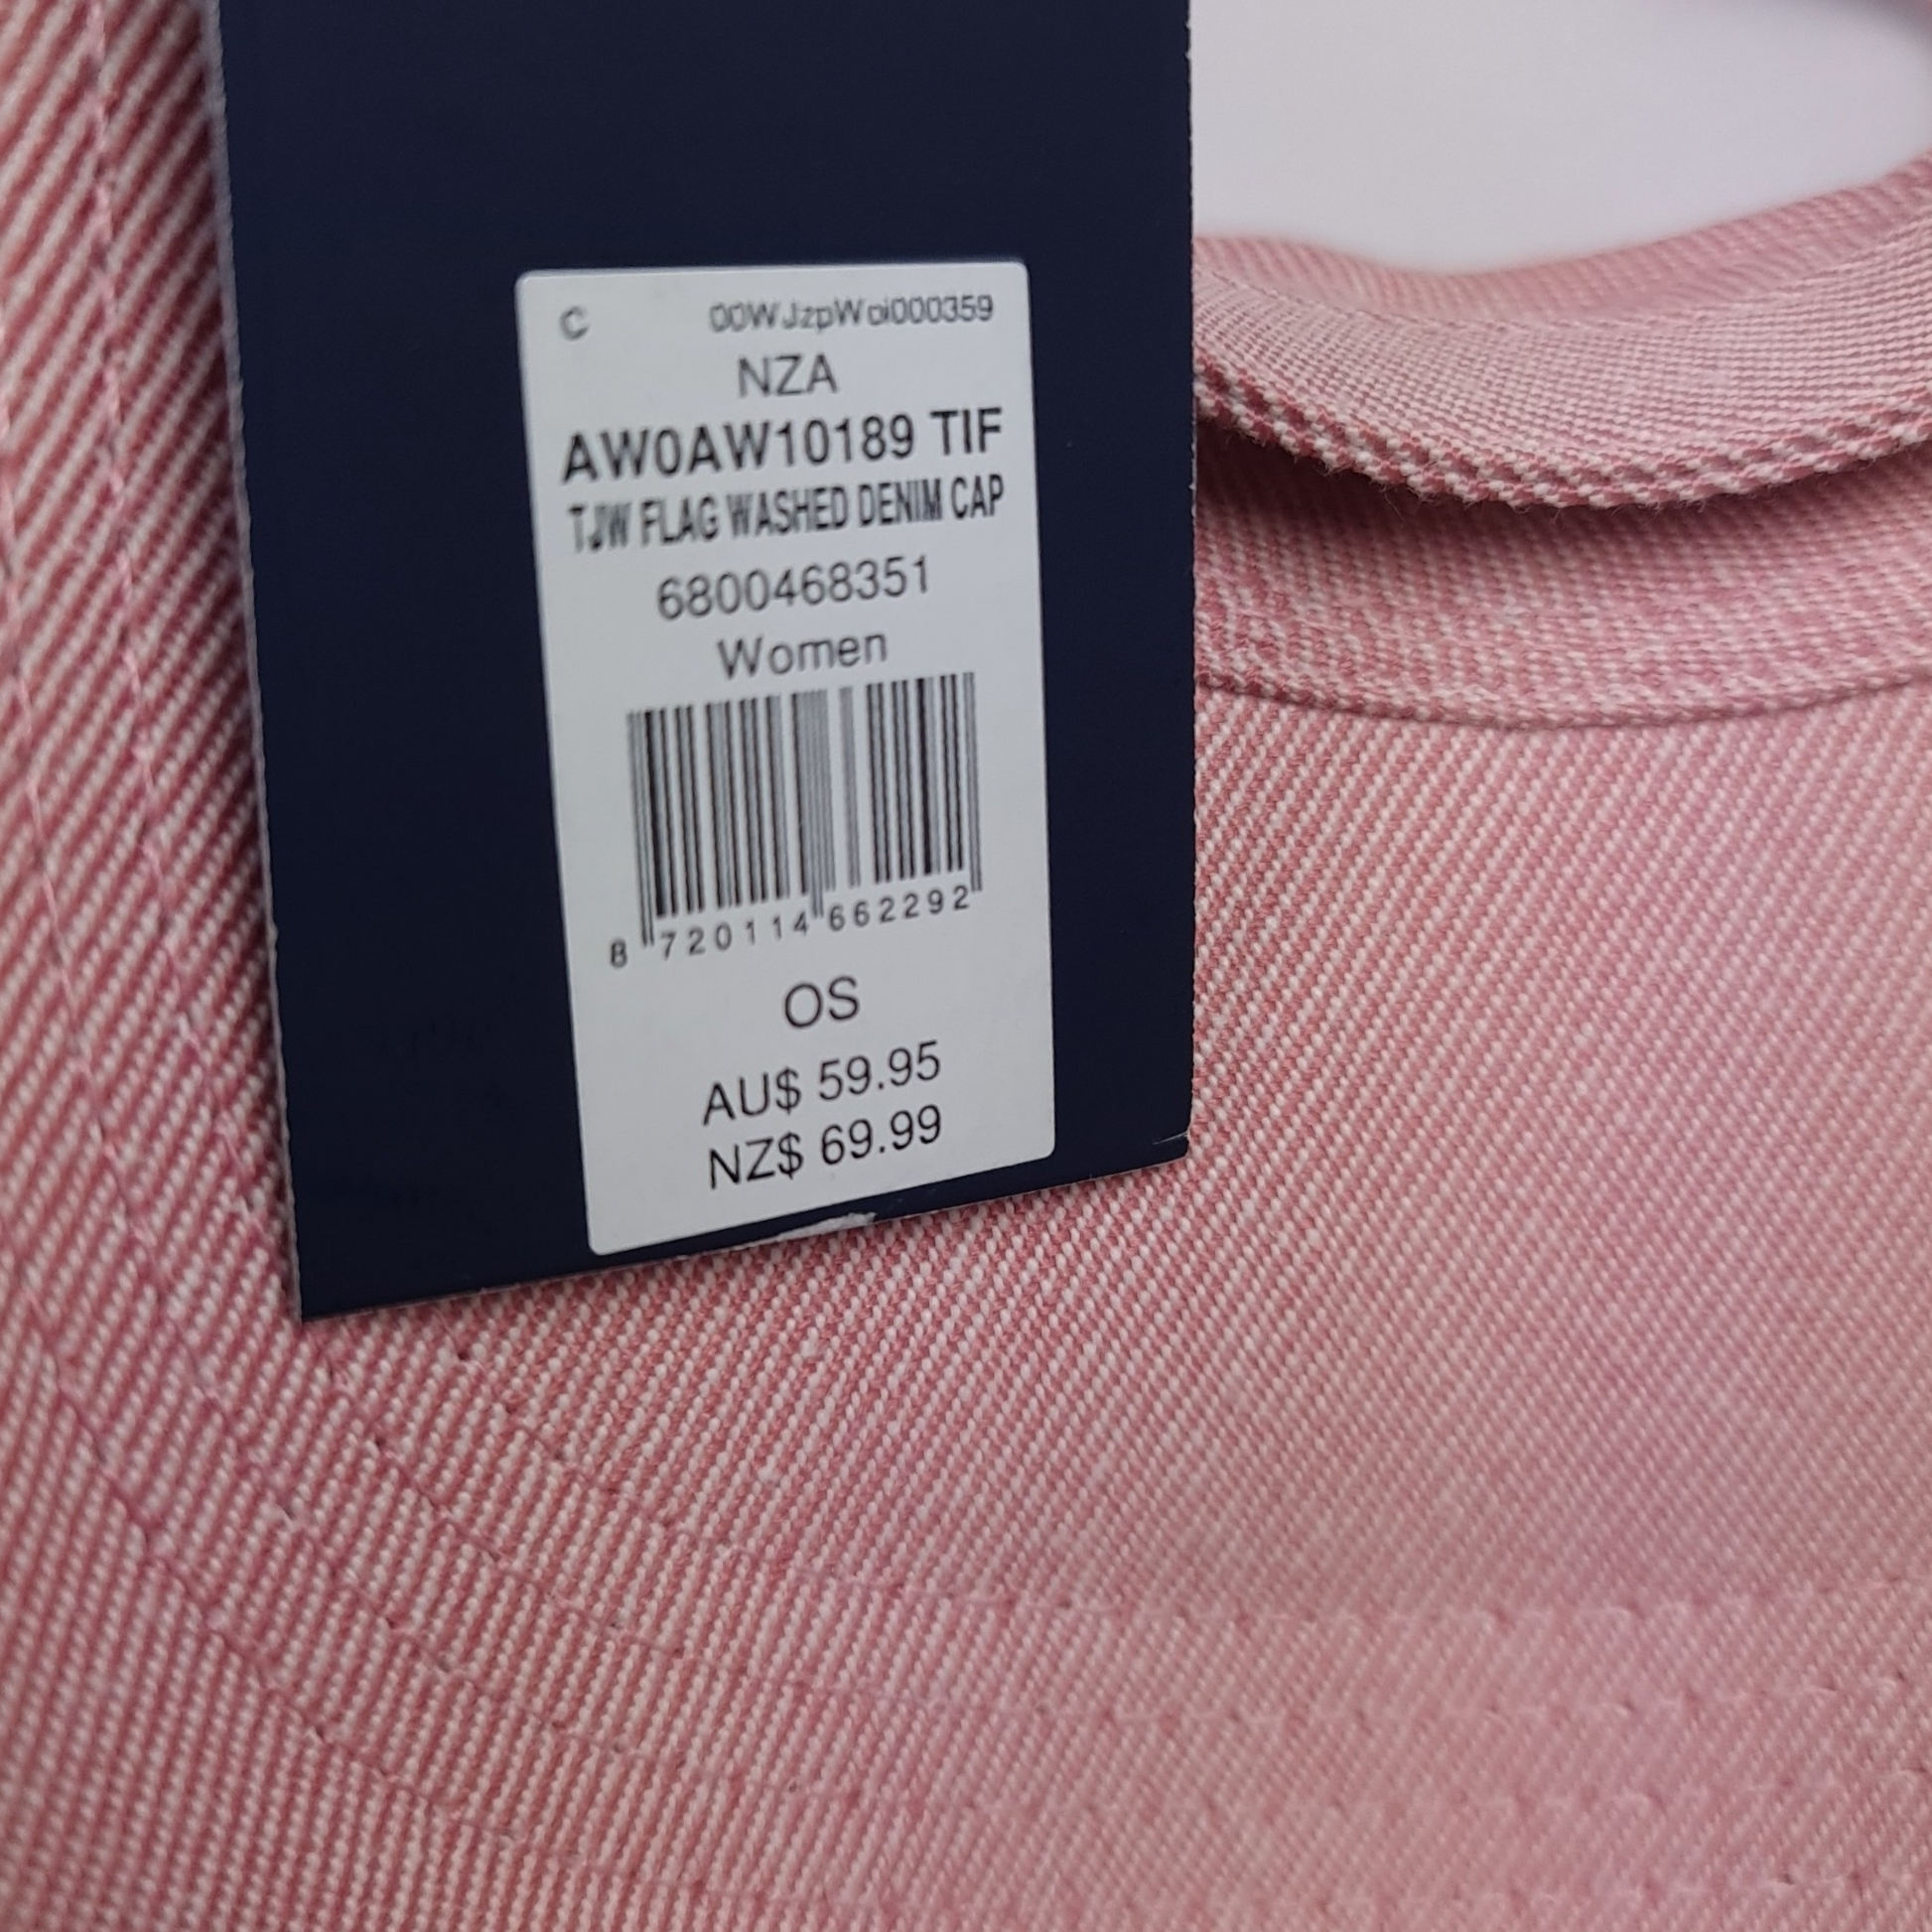 C 00WJzpWoi000359
NZA
AW0AW10189 TIF
TJW FLAG WASHED DENIM CAP
6800468351
Women
8 720114 662292
OS
AU$ 59.95
NZ$ 69.99